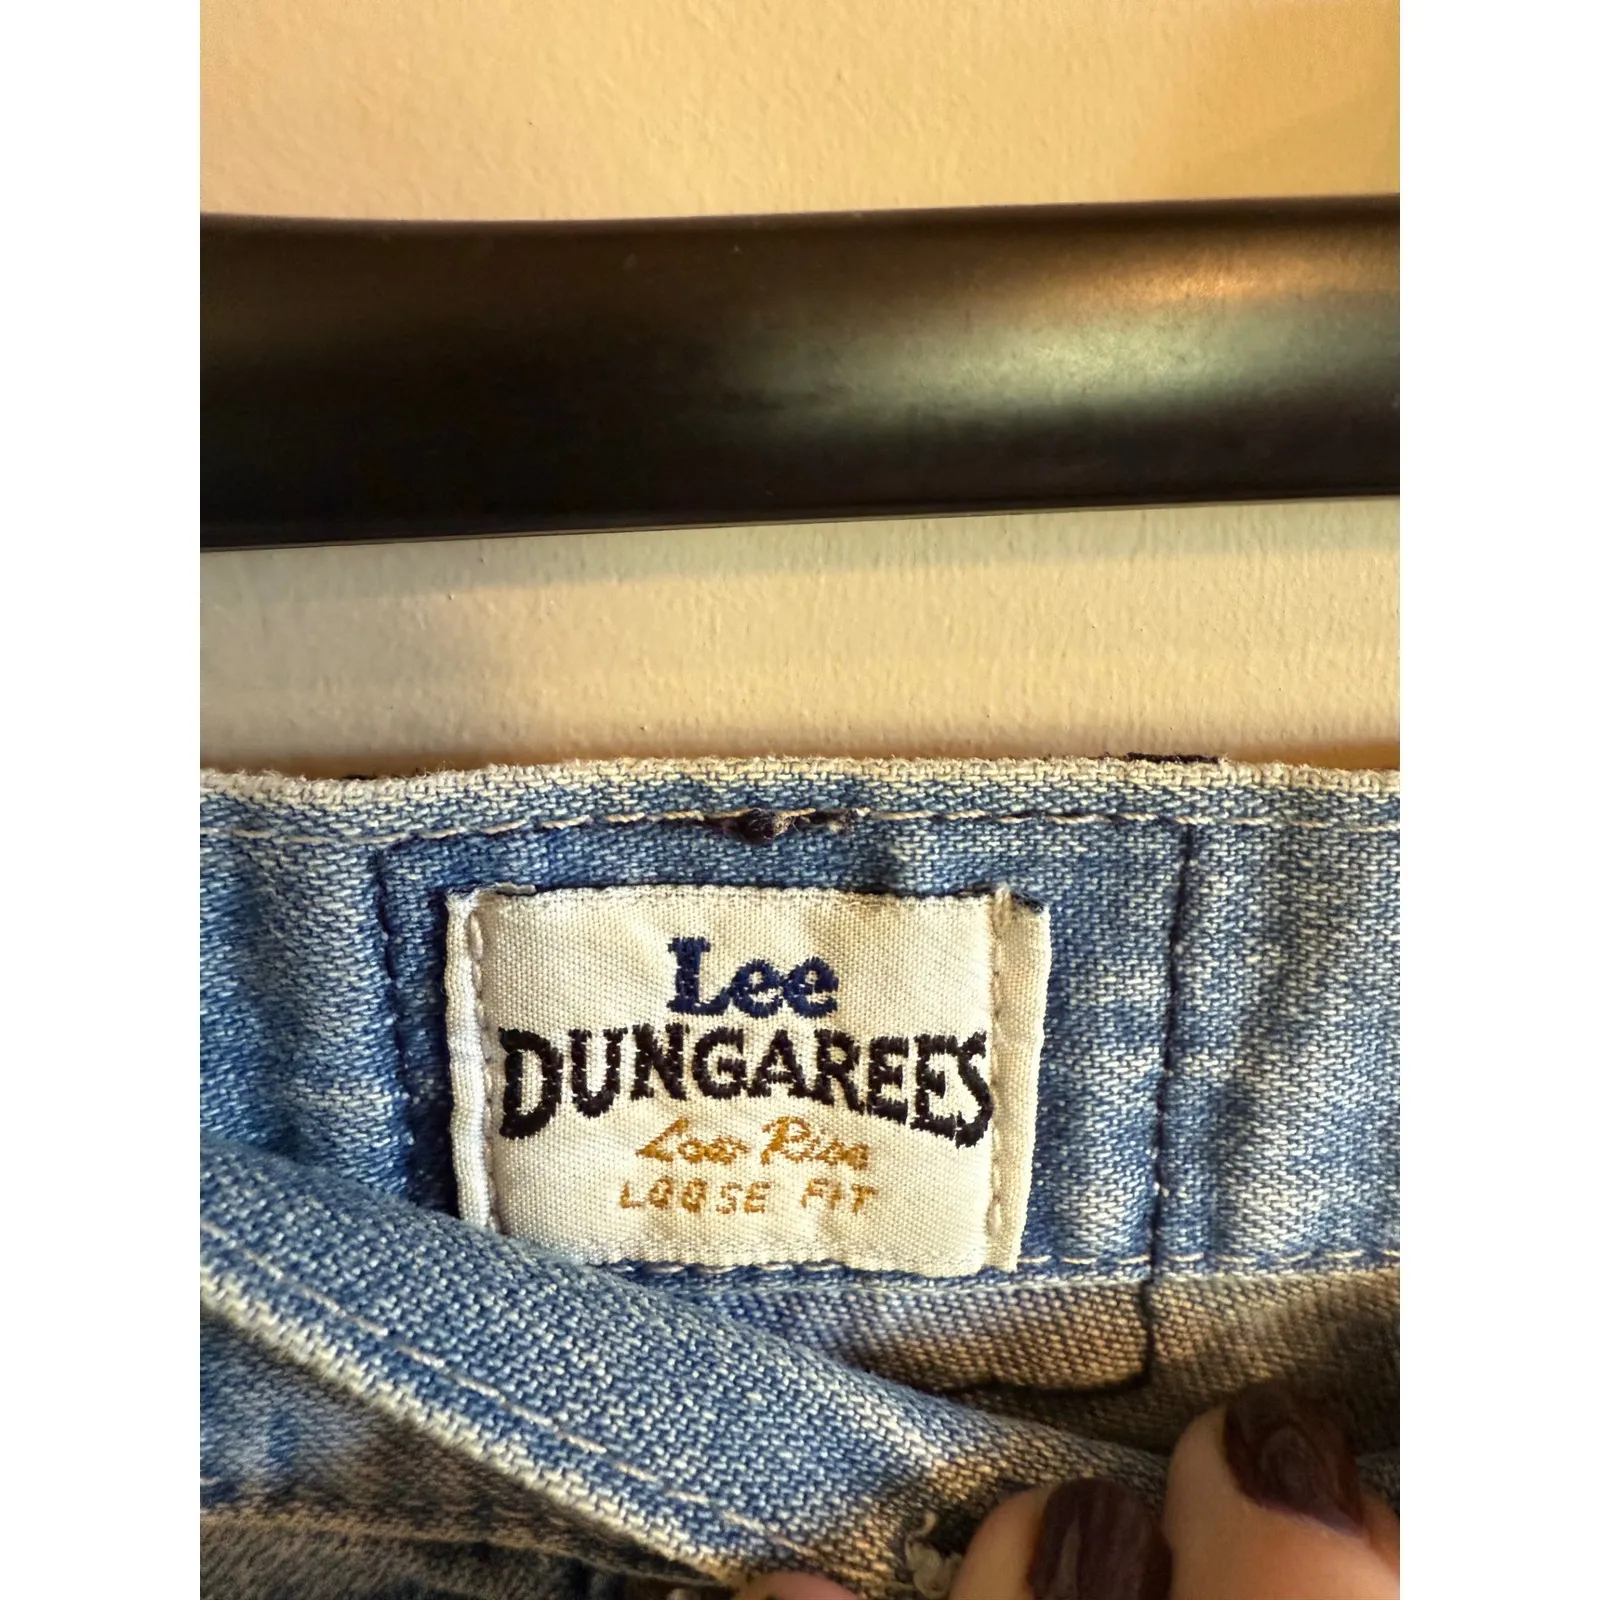 Lee
DUNGAREES
Low Rise
LOOSE FIT